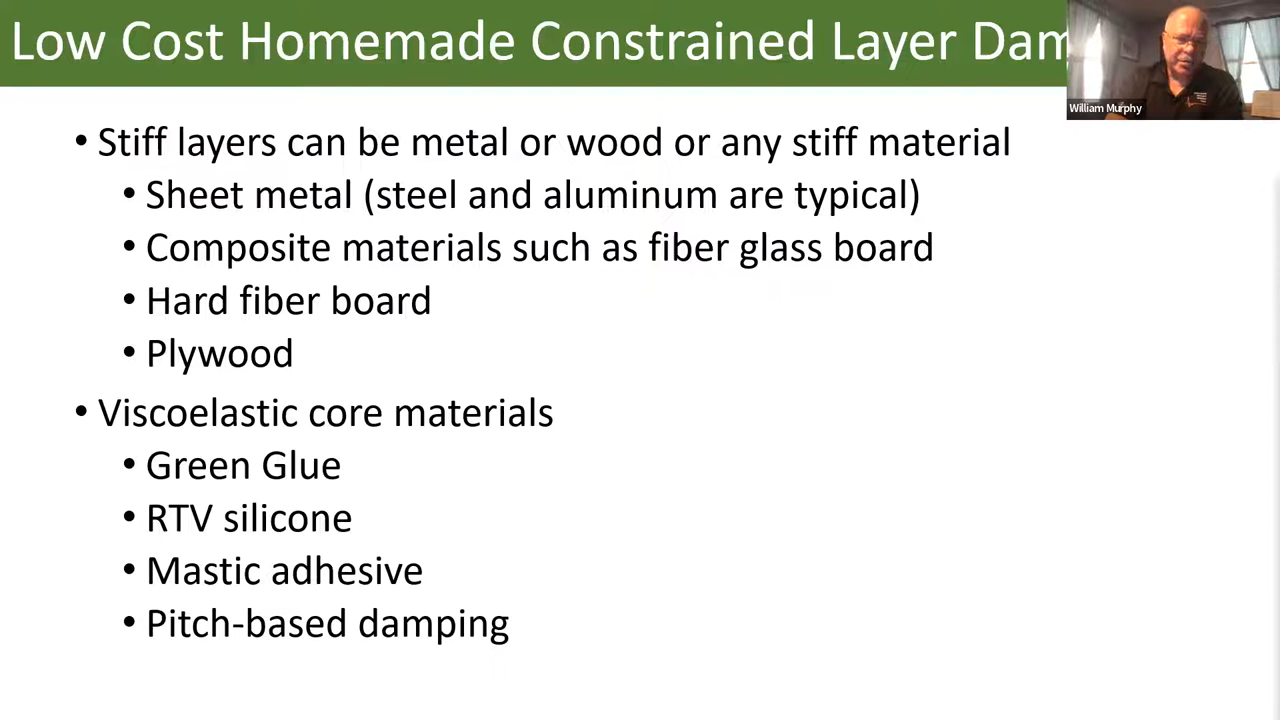 Low Cost Homemade Constrained Layer Dam
William Murphy
• Stiff layers can be metal or wood or any stiff material
• Sheet metal (steel and aluminum are typical)
• Composite materials such as fiber glass board
• Hard fiber board
• Plywood
• Viscoelastic core materials
• Green Glue
• RTV silicone
• Mastic adhesive
• Pitch-based damping